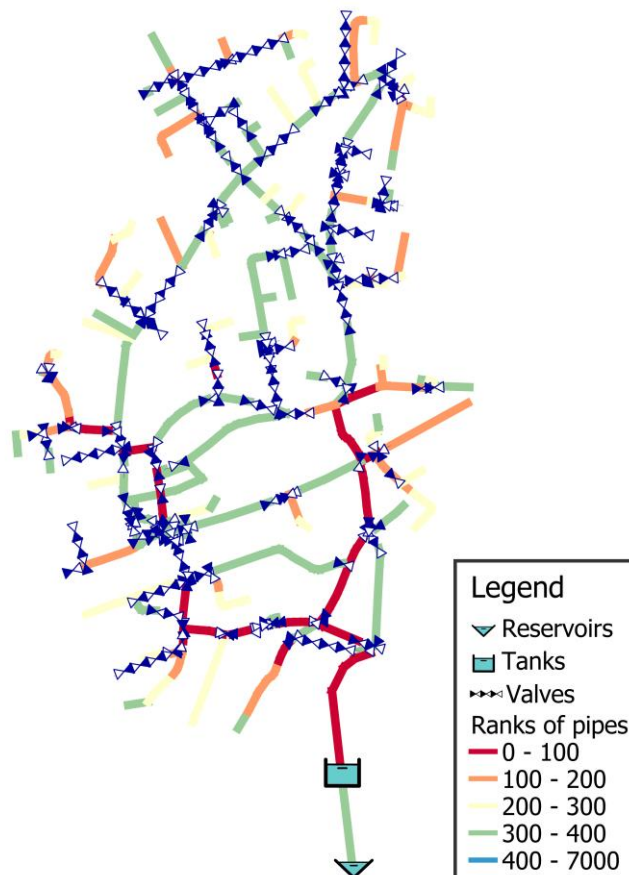 Legend
Reservoirs
Tanks
Valves
Ranks of pipes
0 - 100
100 - 200
200 - 300
300 - 400
400 - 7000